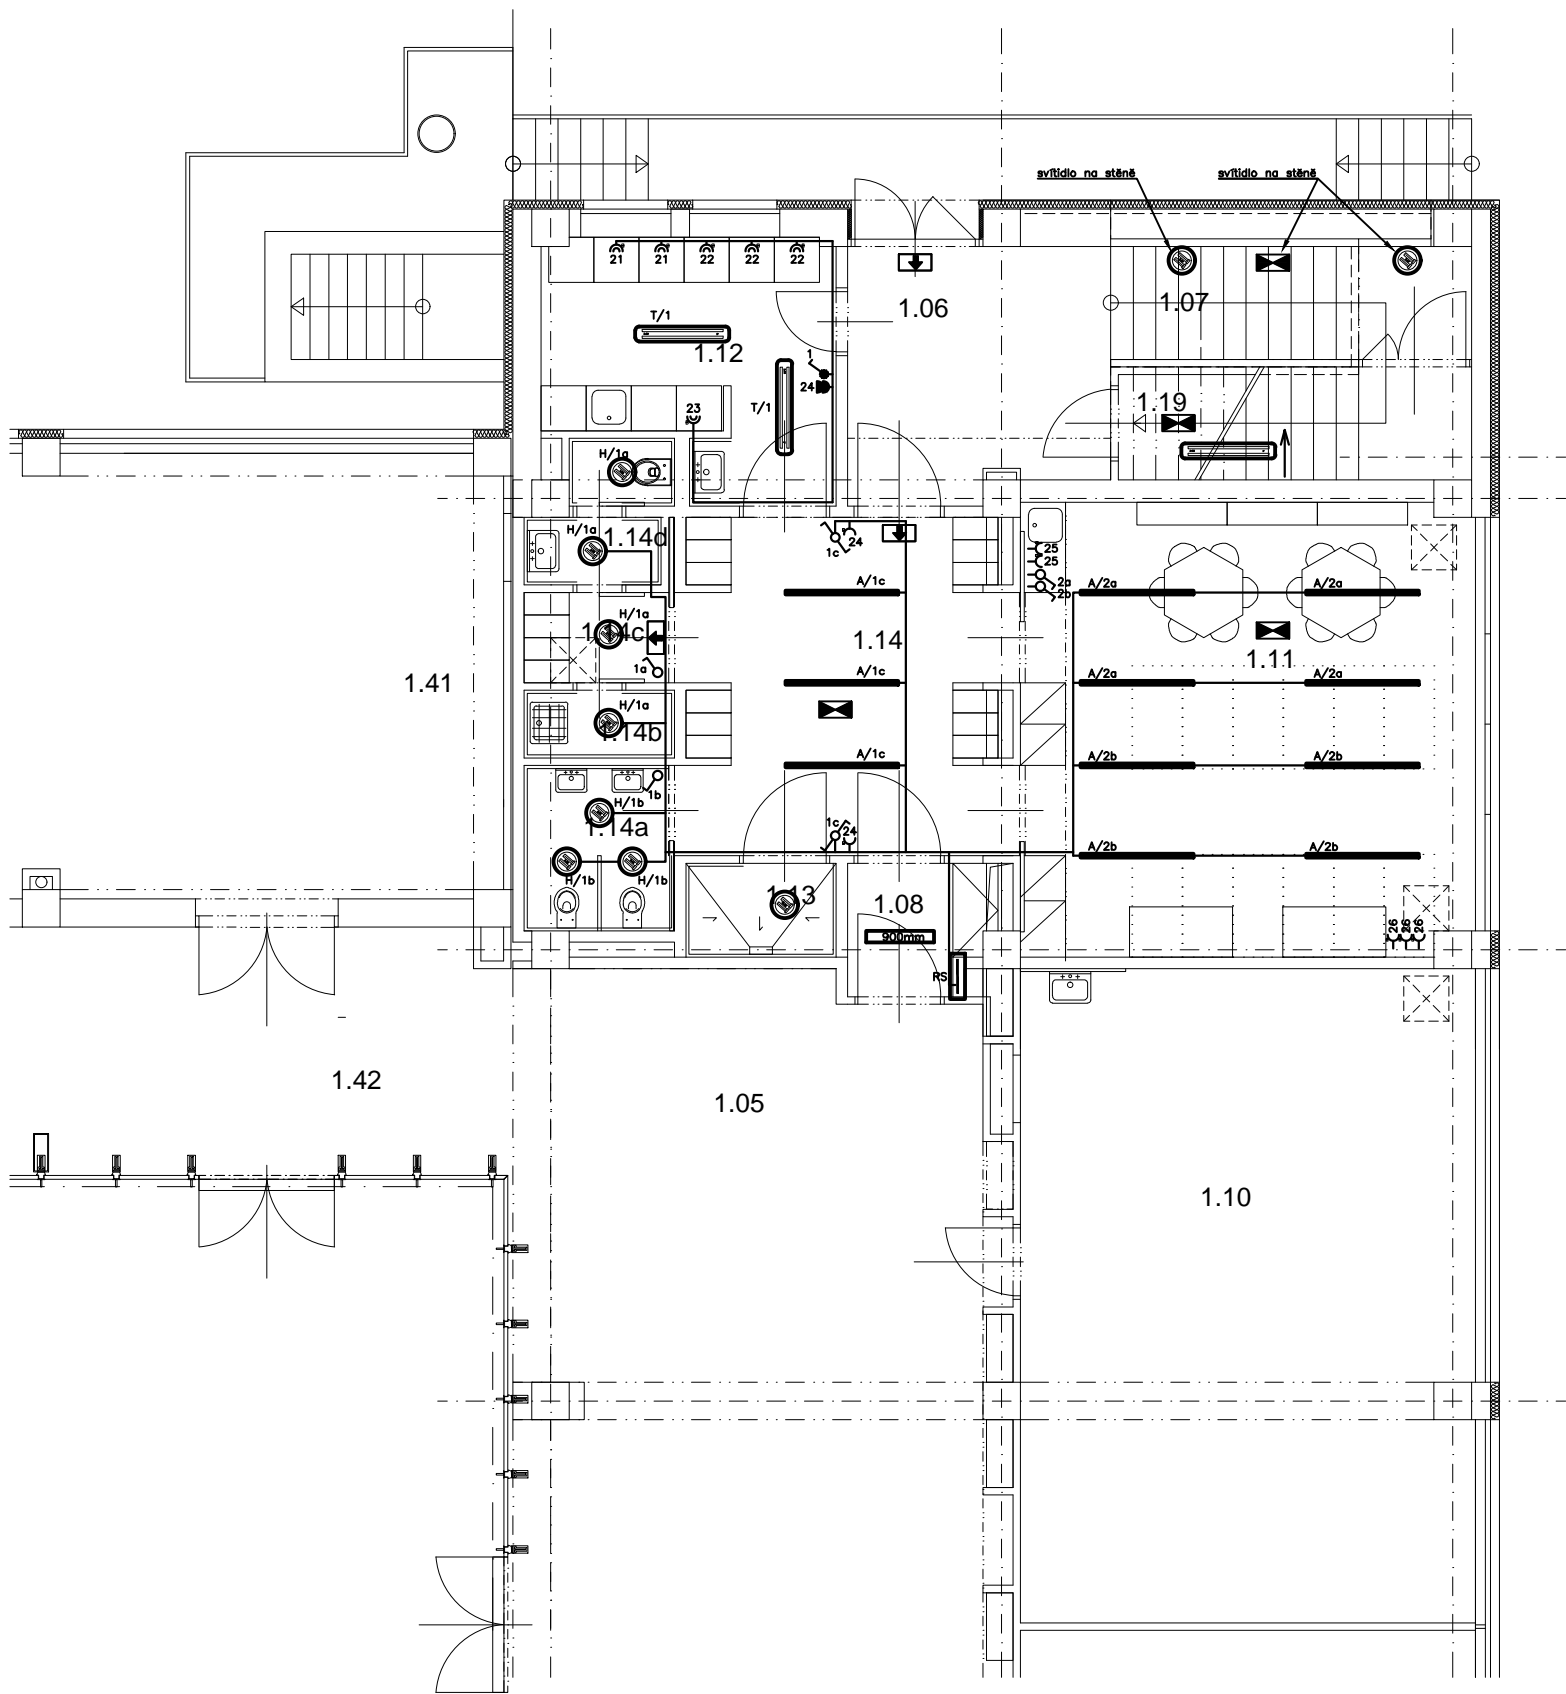 svítidlo na stěně
svítidlo na stěně
21
21
22
22
22
1.06
1.07
T/1
1.12
1
24
T/1
23
1.19
H/1a
H/1a
1.14d
1c
24
25
25
2a
2b
A/1c
A/2a
A/2a
H/1a
1.14c
1.14
1.11
1a
1.41
A/1c
A/2a
A/2a
H/1a
1.14b
A/1c
A/2b
A/2b
1b
H/1b
1.14a
1c
24
A/2b
A/2b
H/1b
H/1b
1.13
1.08
900mm
26
26
26
RS
1.42
1.05
1.10